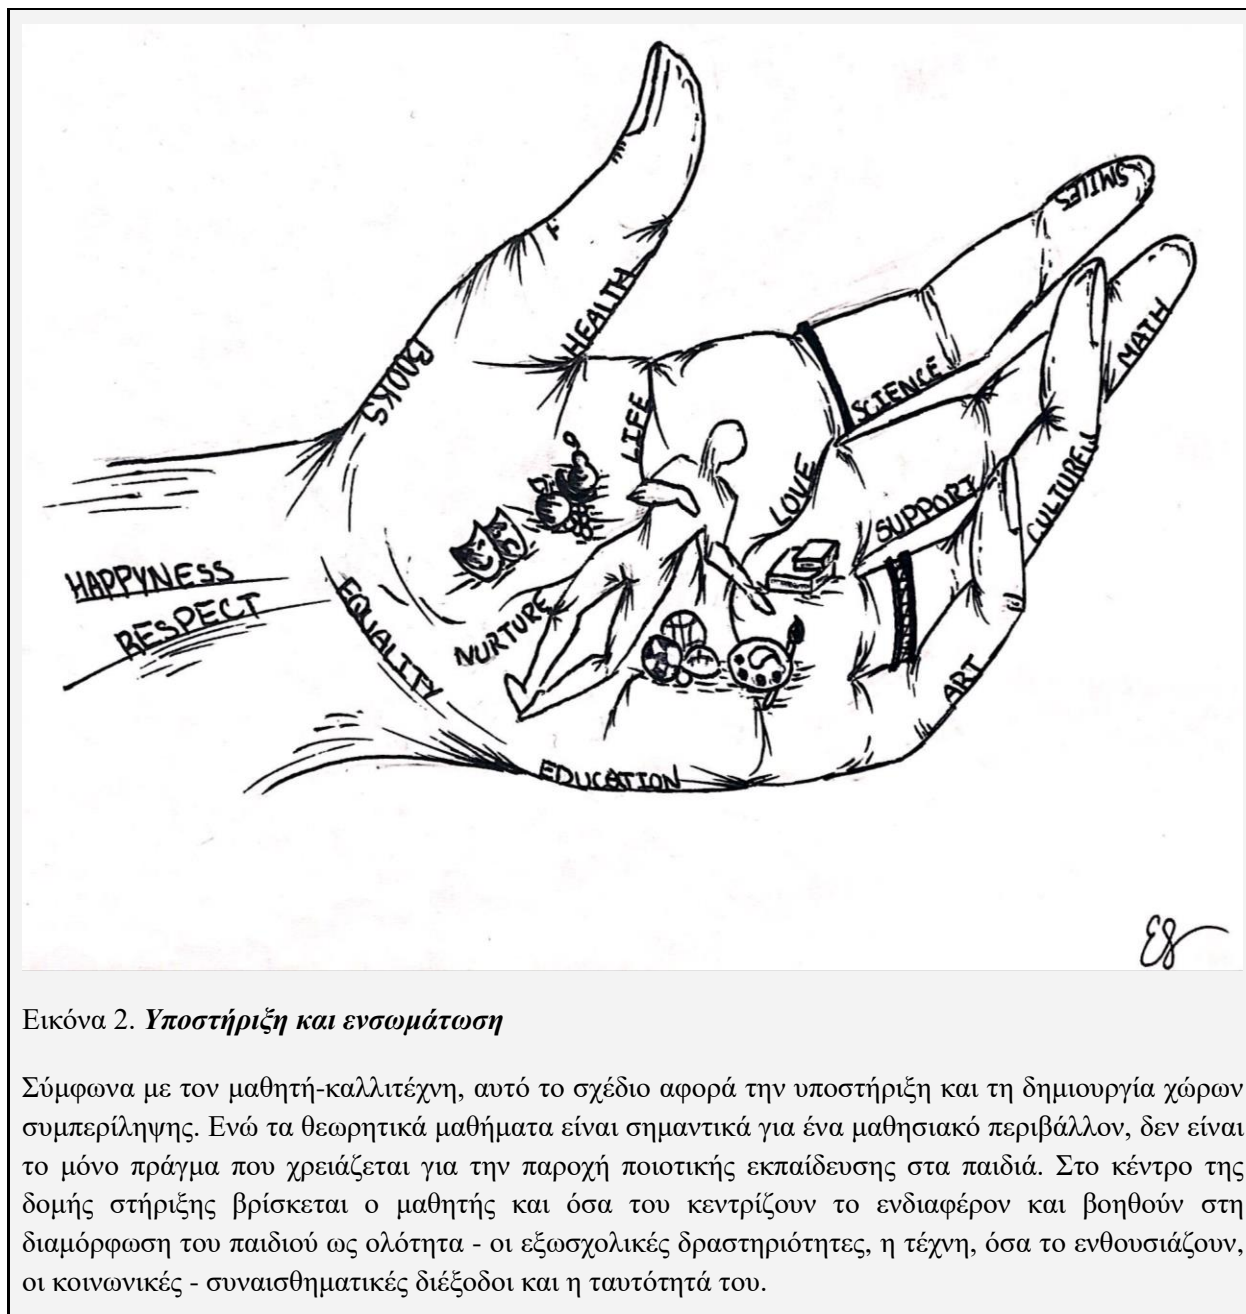 SMILES
MATH
HEALTH
BOOKS
SCIENCE
LIFE
LOVE
SUPPORT
CULTURE
HAPPYNESS
RESPECT
EQUALITY
NURTURE
ART
EDUCATION
Εικόνα 2. Υποστήριξη και ενσωμάτωση
Σύμφωνα με τον μαθητή-καλλιτέχνη, αυτό το σχέδιο αφορά την υποστήριξη και τη δημιουργία χώρων
συμπερίληψης. Ενώ τα θεωρητικά μαθήματα είναι σημαντικά για ένα μαθησιακό περιβάλλον, δεν είναι
το μόνο πράγμα που χρειάζεται για την παροχή ποιοτικής εκπαίδευσης στα παιδιά. Στο κέντρο της
δομής στήριξης βρίσκεται ο μαθητής και όσα του κεντρίζουν το ενδιαφέρον και βοηθούν στη
διαμόρφωση του παιδιού ως ολότητα - οι εξωσχολικές δραστηριότητες, η τέχνη, όσα το ενθουσιάζουν,
οι κοινωνικές - συναισθηματικές διέξοδοι και η ταυτότητά του.